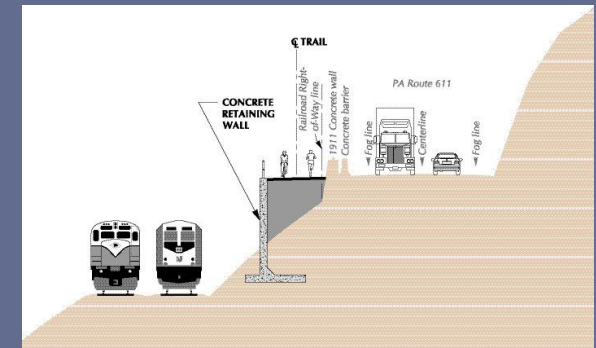 ℄ TRAIL
CONCRETE
RETAINING
WALL
Railroad Right-
of-Way line
1911 Concrete wall
Concrete barrier
PA Route 611
Fog line
Centerline
Fog line